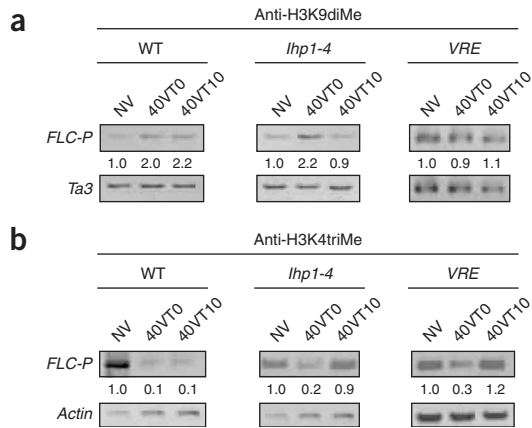 a
Anti-H3K9diMe
WT lhp1-4 VRE
NV 40VT0 40VT10 NV 40VT0 40VT10 NV 40VT0 40VT10
FLC-P
1.0 2.0 2.2 1.0 2.2 0.9 1.0 0.9 1.1
Ta3
b
Anti-H3K4triMe
WT lhp1-4 VRE
NV 40VT0 40VT10 NV 40VT0 40VT10 NV 40VT0 40VT10
FLC-P
1.0 0.1 0.1 1.0 0.2 0.9 1.0 0.3 1.2
Actin